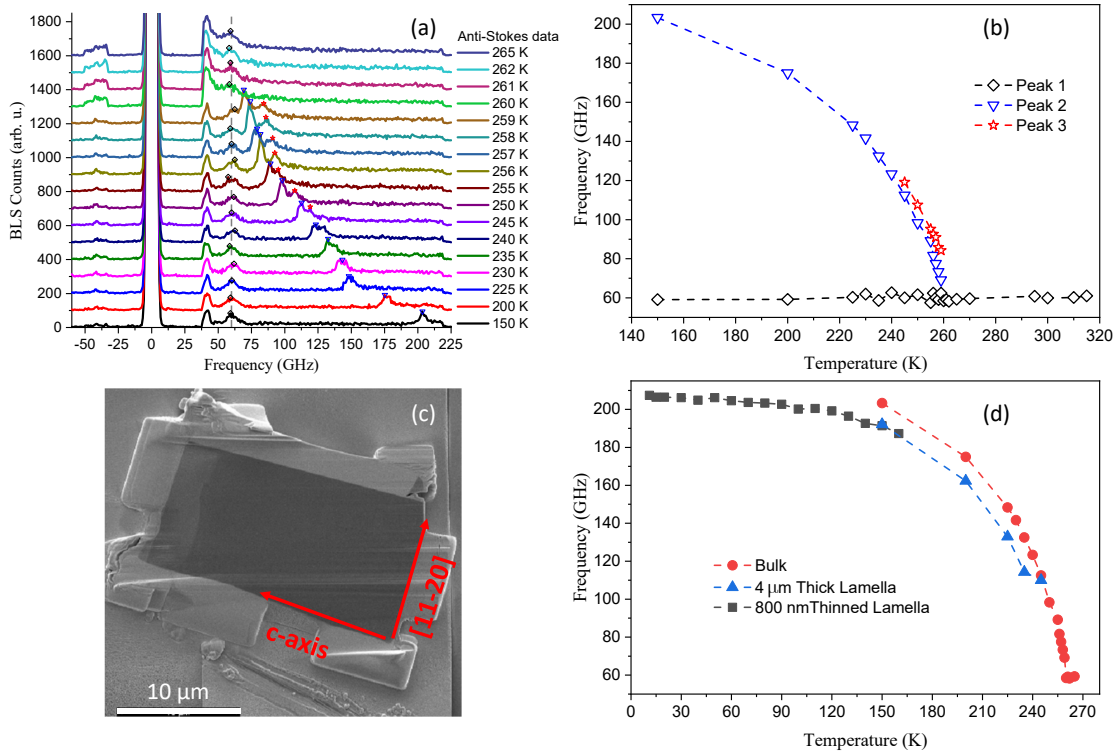 (a)
Anti-Stokes data
1800
1600
1400
1200
1000
800
600
400
200
0
BLS Counts (arb. u.)
265 K
262 K
261 K
260 K
259 K
258 K
257 K
256 K
255 K
250 K
245 K
240 K
235 K
230 K
225 K
200 K
150 K
-50 -25 0 25 50 75 100 125 150 175 200 225
Frequency (GHz)
(b)
200
180
160
140
120
100
80
60
40
Frequency (GHz)
Peak 1
Peak 2
Peak 3
140 160 180 200 220 240 260 280 300 320
Temperature (K)
(c)
c-axis
[11-20]
10 μm
(d)
200
180
160
140
120
100
80
60
Frequency (GHz)
Bulk
4 μm Thick Lamella
800 nmThinned Lamella
0 30 60 90 120 150 180 210 240 270
Temperature (K)